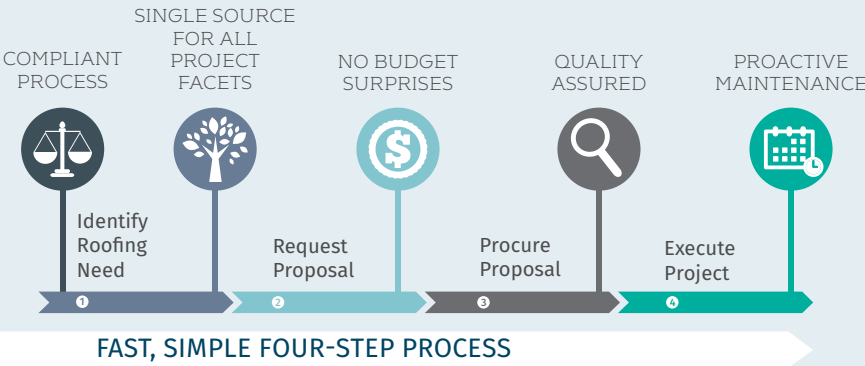 SINGLE SOURCE
FOR ALL
PROJECT
FACETS
COMPLIANT
PROCESS
NO BUDGET
SURPRISES
QUALITY
ASSURED
PROACTIVE
MAINTENANCE
$
Identify
Roofing
Need
Request
Proposal
Procure
Proposal
Execute
Project
1
2
3
4
FAST, SIMPLE FOUR-STEP PROCESS